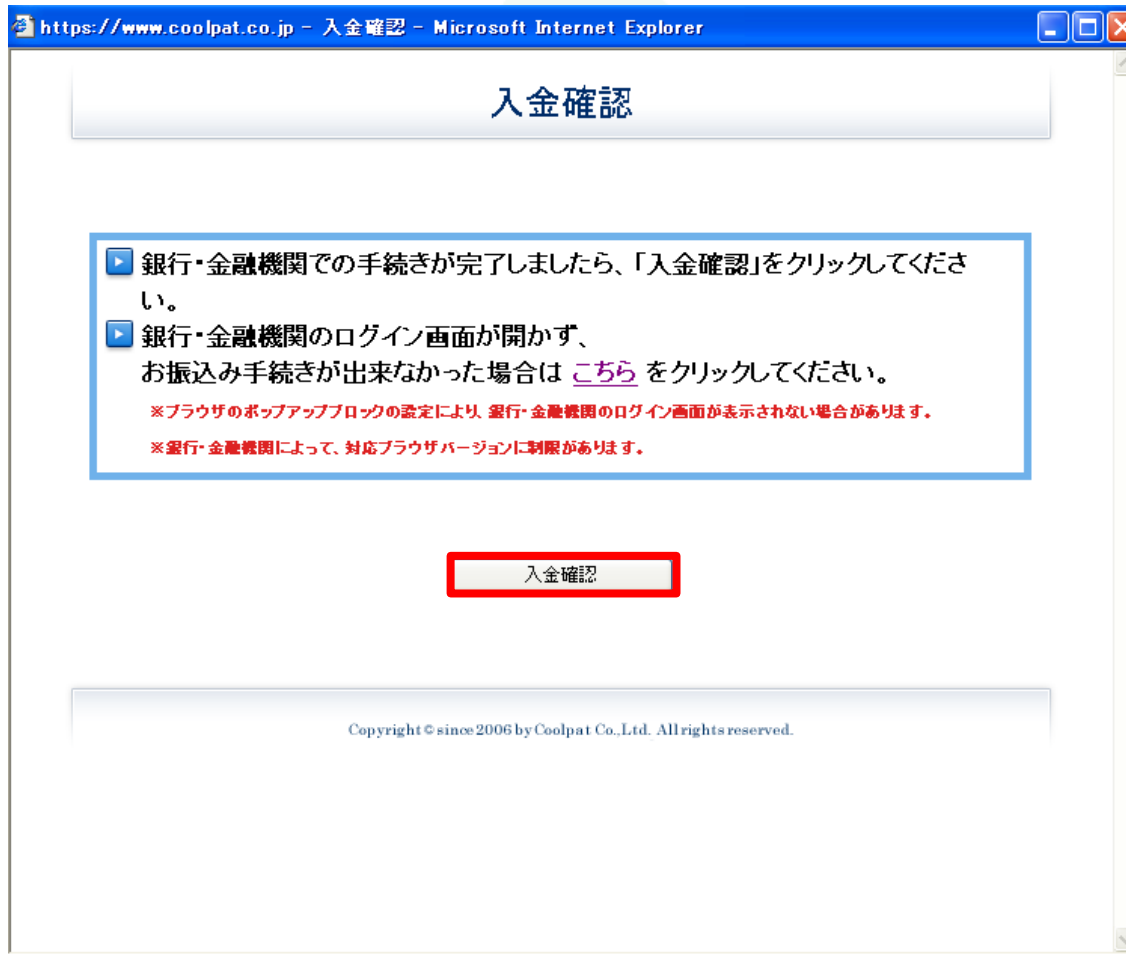 https://www.coolpat.co.jp - 入金確認 - Microsoft Internet Explorer
入金確認
銀行・金融機関での手続きが完了しましたら、「入金確認」をクリックしてくださ
い。
銀行・金融機関のログイン画面が開かず、
お振込み手続きが出来なかった場合は こちら をクリックしてください。
※ブラウザのポップアップブロックの設定により、銀行・金融機関のログイン画面が表示されない場合があります。
※銀行・金融機関によって、対応ブラウザバージョンに制限があります。
入金確認
Copyright © since 2006 by Coolpat Co.,Ltd. All rights reserved.